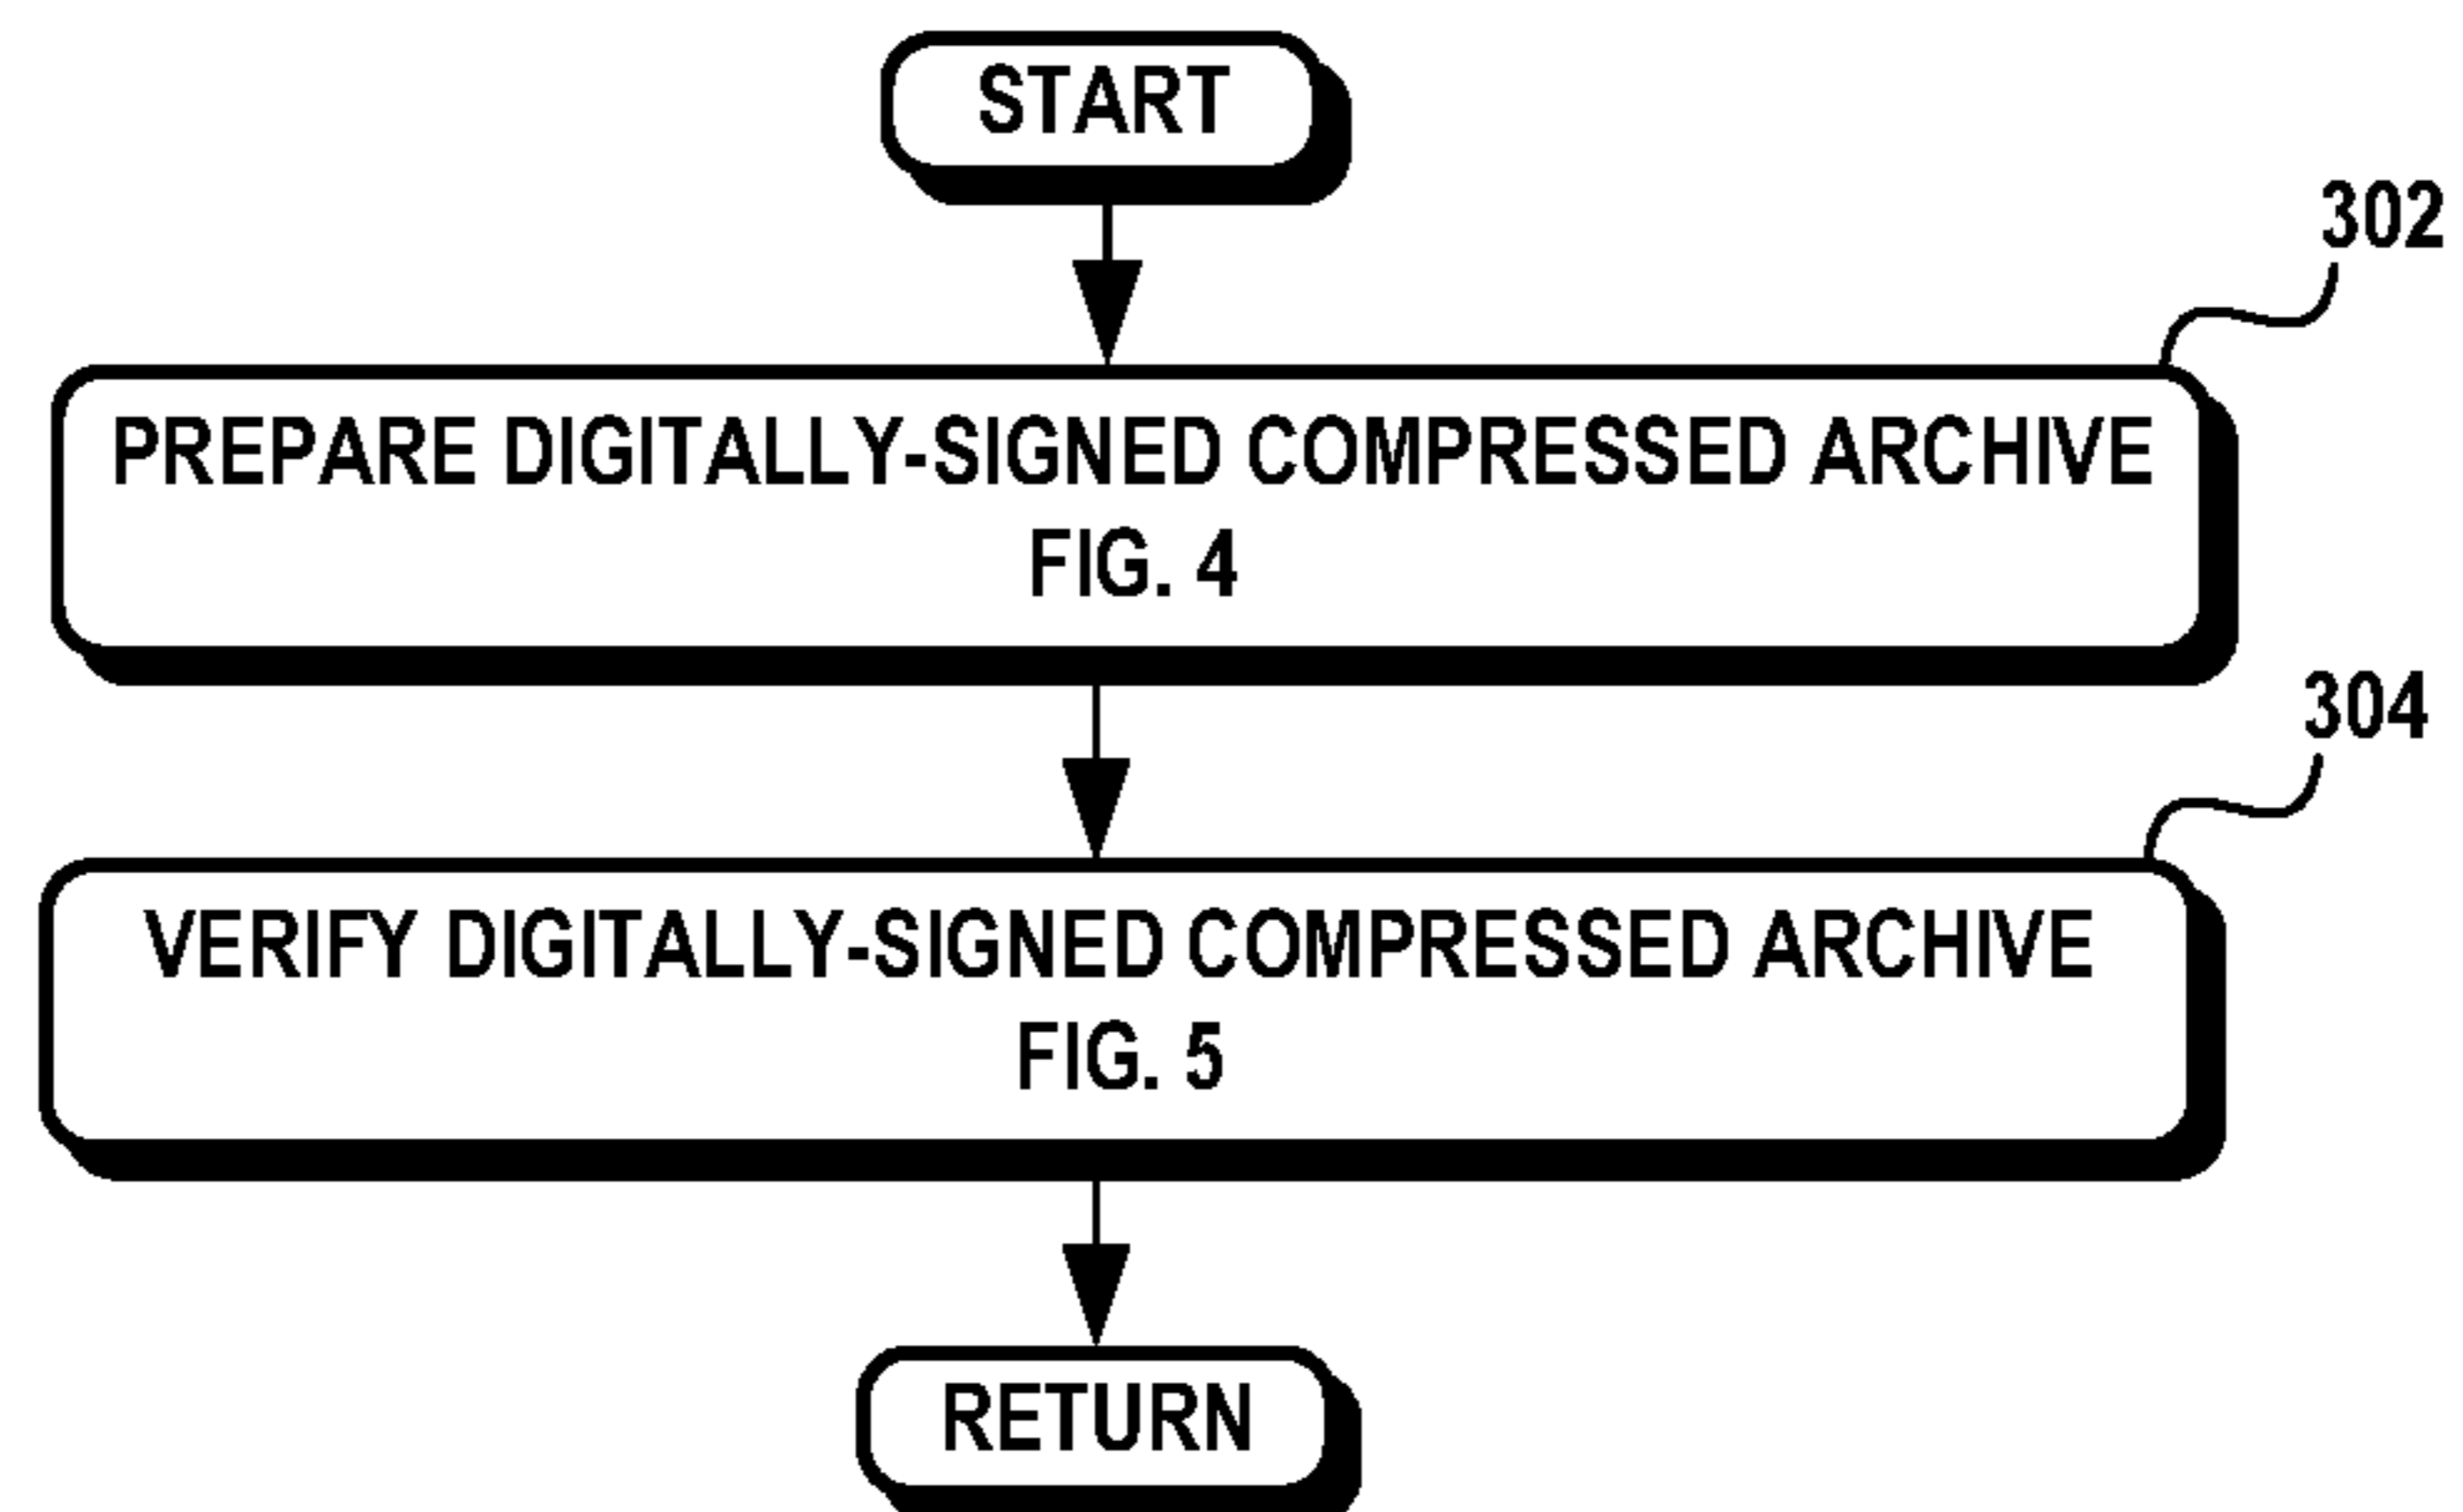 START
302
PREPARE DIGITALLY-SIGNED COMPRESSED ARCHIVE
FIG. 4
304
VERIFY DIGITALLY-SIGNED COMPRESSED ARCHIVE
FIG. 5
RETURN